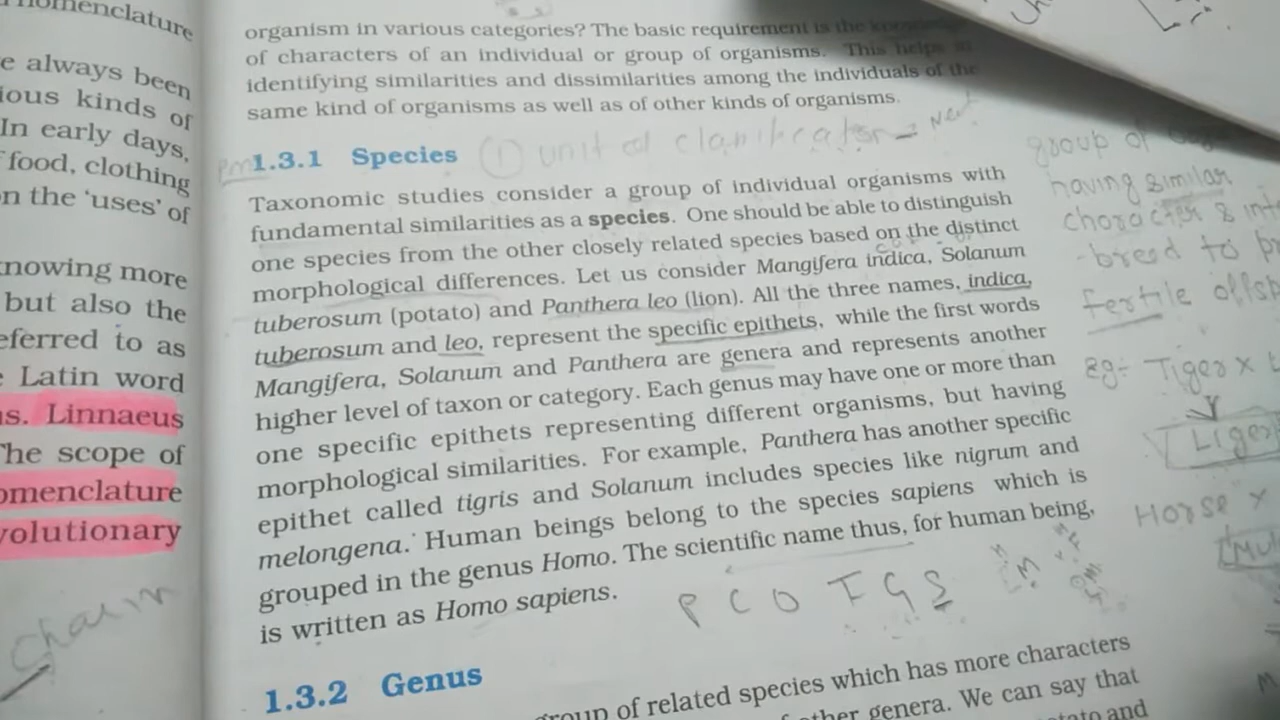 nomenclature
e always been
ious kinds of
In early days,
food, clothing
on the 'uses' of
knowing more
but also the
eferred to as
Latin word
s. Linnaeus
The scope of
omenclature
volutionary
Chain
organism in various categories? The basic requirement is the
of characters of an individual or group of organisms. This helps in
identifying similarities and dissimilarities among the individuals of the
same kind of organisms as well as of other kinds of organisms.
1.3.1 Species
① unit of
Taxonomic studies consider a group of individual organisms with
fundamental similarities as a species. One should be able to distinguish
one species from the other closely related species based on the distinct
morphological differences. Let us consider Mangifera indica, Solanum
tuberosum (potato) and Panthera leo (lion). All the three names, indica,
tuberosum and leo, represent the specific epithets, while the first words
Mangifera, Solanum and Panthera are genera and represents another
higher level of taxon or category. Each genus may have one or more than
one specific epithets representing different organisms, but having
morphological similarities. For example, Panthera has another specific
epithet called tigris and Solanum includes species like nigrum and
melongena. Human beings belong to the species sapiens which is
grouped in the genus Homo. The scientific name thus, for human being,
is written as Homo sapiens.
P C O F G S
1.3.2 Genus
group of related species which has more characters
other genera. We can say that
potato and
group of
having similar
character & int
-breed to
fertile offsp
Eg:- Tiger x
Liger
Horse x
Mul